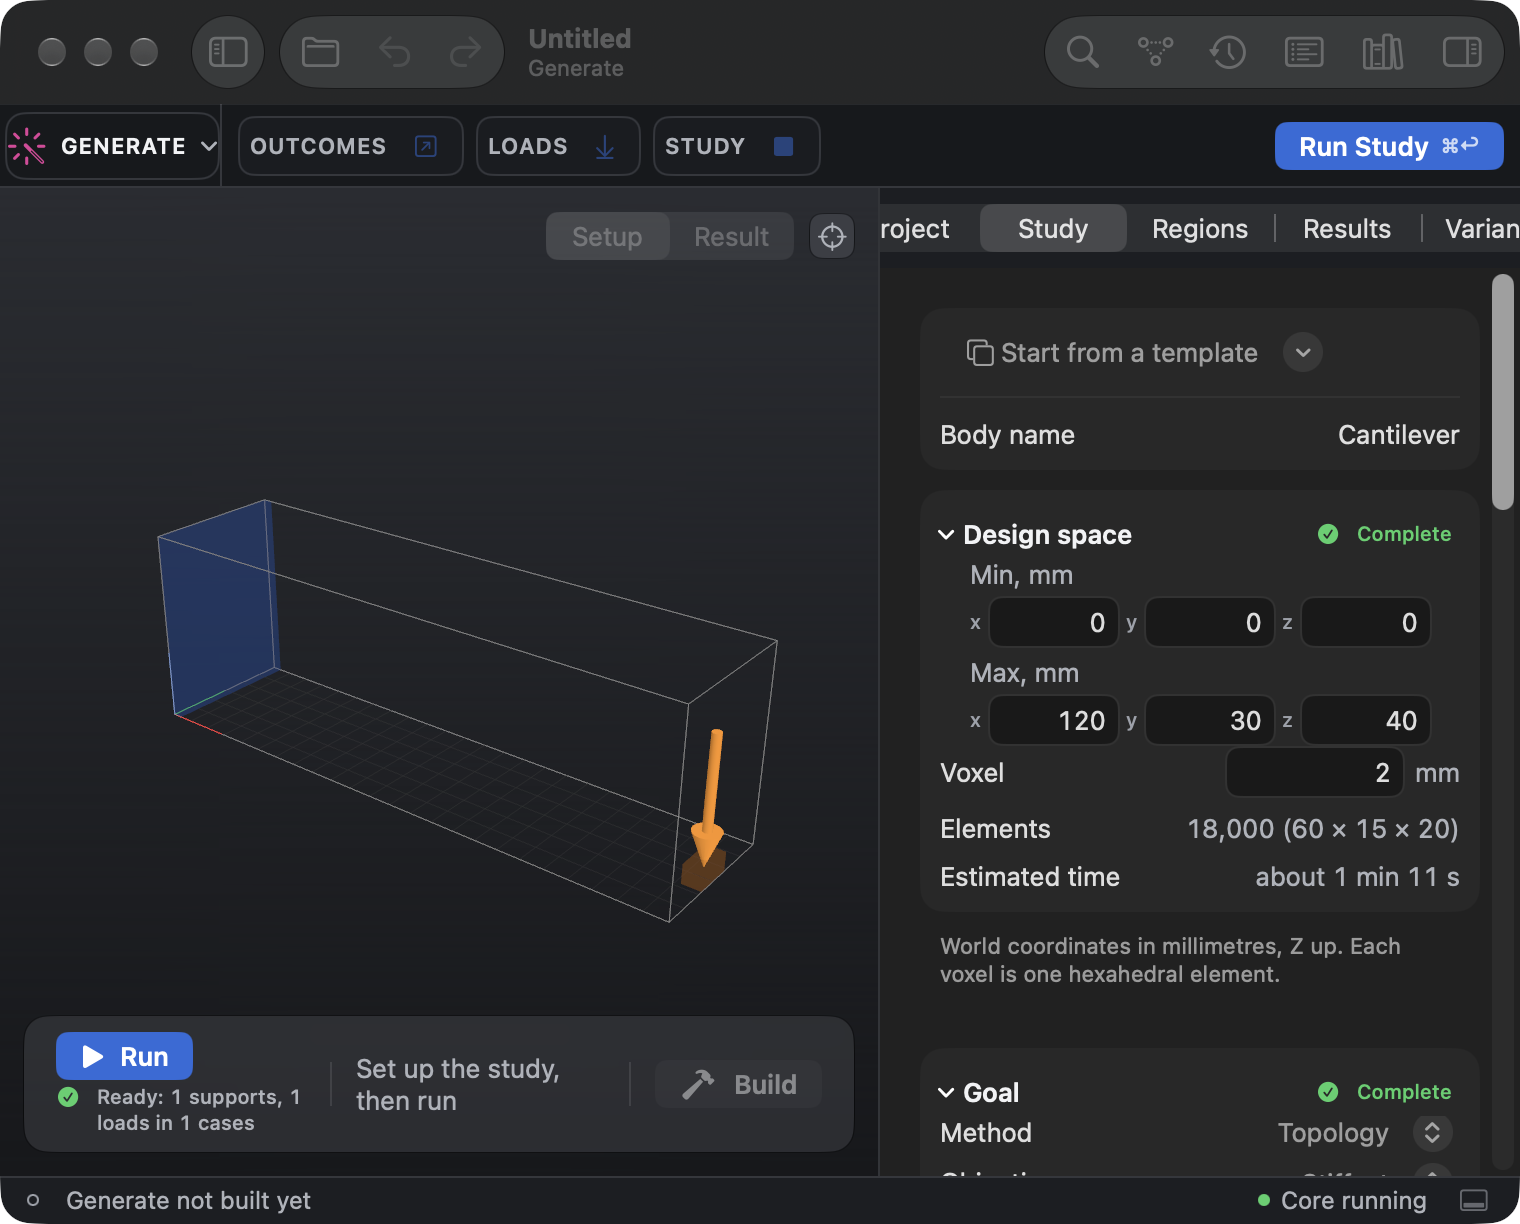 Untitled
Generate
GENERATE
OUTCOMES
LOADS
STUDY
Run Study ⌘↩
Setup
Result
roject
Study
Regions
Results
Varian
Start from a template
Body name Cantilever
Design space Complete
Min, mm
x 0 y 0 z 0
Max, mm
x 120 y 30 z 40
Voxel 2 mm
Elements 18,000 (60 × 15 × 20)
Estimated time about 1 min 11 s
World coordinates in millimetres, Z up. Each
voxel is one hexahedral element.
Goal Complete
Method Topology
Run
Ready: 1 supports, 1
loads in 1 cases
Set up the study,
then run
Build
Generate not built yet
Core running